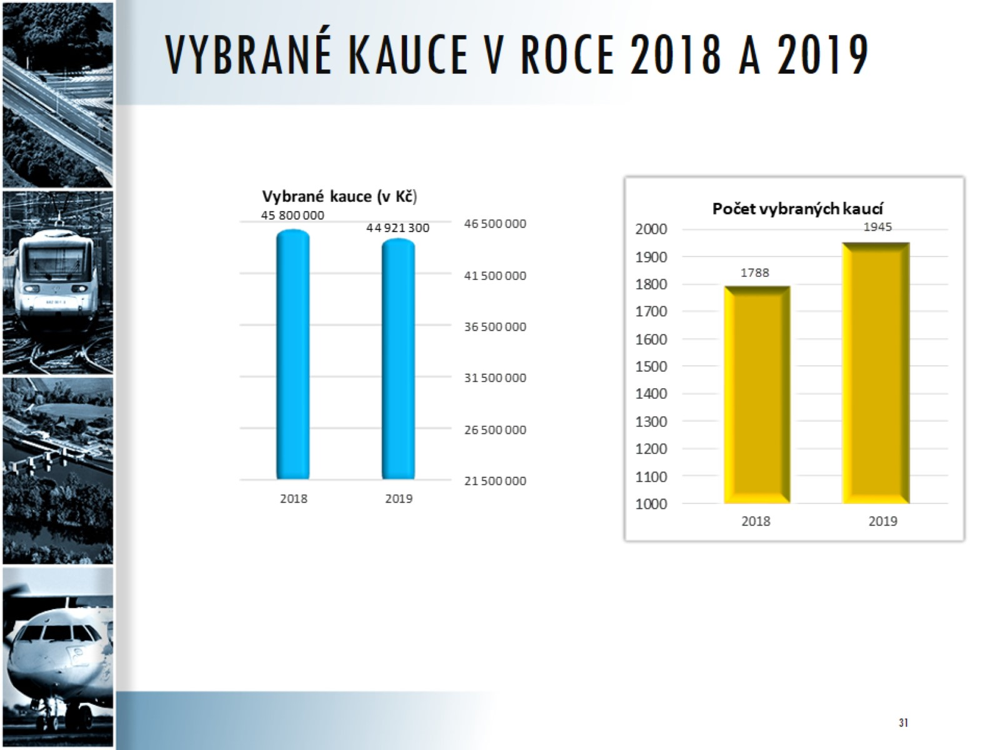 VYBRANÉ KAUCE V ROCE 2018 A 2019
Vybrané kauce (v Kč)
45 800 000
44 921 300
46 500 000
41 500 000
36 500 000
31 500 000
26 500 000
21 500 000
2018 2019
Počet vybraných kaucí
2000
1945
1900
1788
1800
1700
1600
1500
1400
1300
1200
1100
1000
2018 2019
31